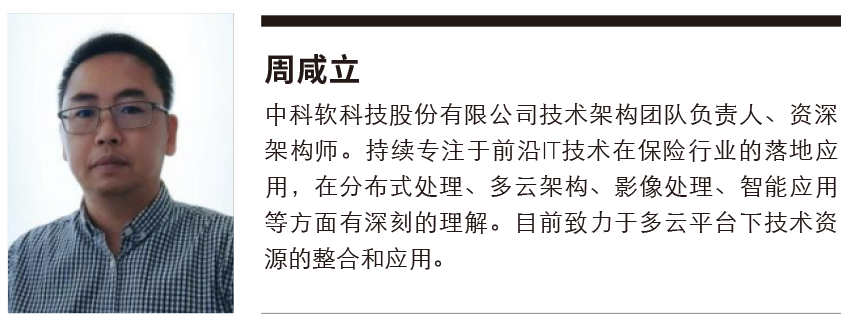 周咸立
中科软科技股份有限公司技术架构团队负责人、资深
架构师。持续专注于前沿IT技术在保险行业的落地应
用，在分布式处理、多云架构、影像处理、智能应用
等方面有深刻的理解。目前致力于多云平台下技术资
源的整合和应用。